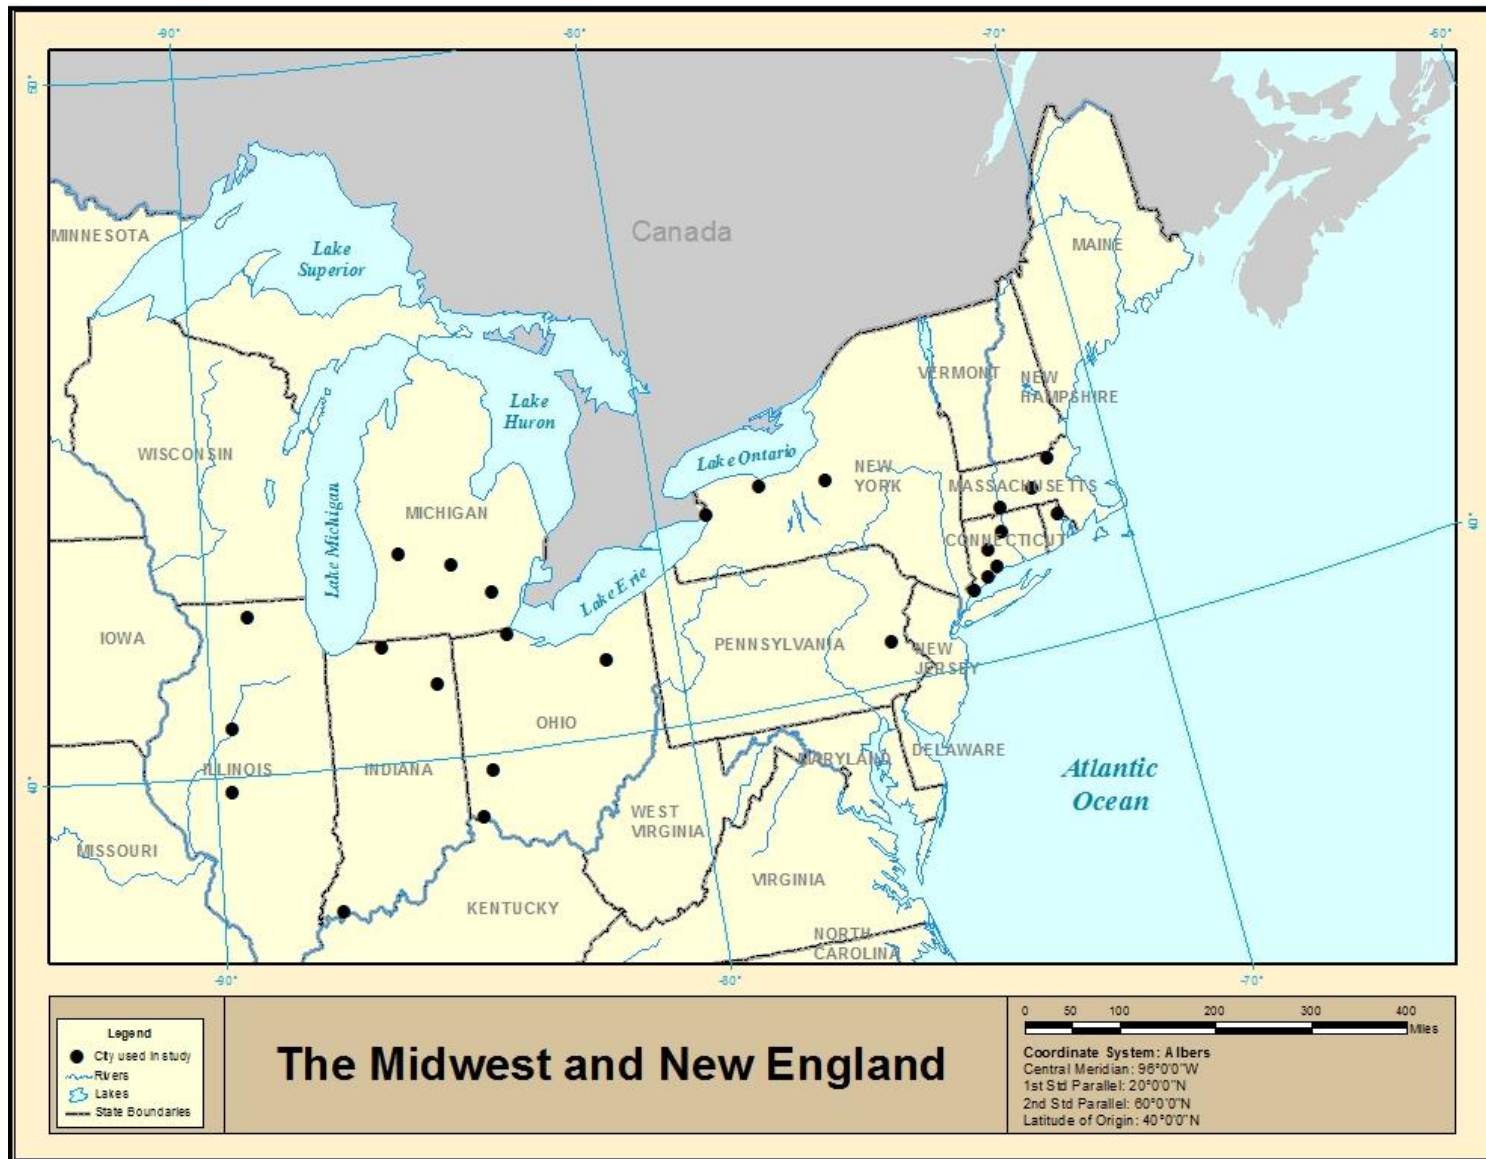 -90°
-80°
-70°
-60°
50°
MINNESOTA
Lake
Superior
Canada
MAINE
VERMONT
NEW
HAMPSHIRE
Lake
Huron
WISCONSIN
Lake Ontario
NEW
YORK
MASSACHUSETTS
MICHIGAN
Lake Michigan
CONNECTICUT
40°
Lake Erie
IOWA
PENNSYLVANIA
NEW
JERSEY
OHIO
ILLINOIS
INDIANA
MARYLAND
DELAWARE
40°
Atlantic
Ocean
WEST
VIRGINIA
MISSOURI
VIRGINIA
KENTUCKY
NORTH
CAROLINA
-90°
-80°
-70°
Legend
City used in study
Rivers
Lakes
State Boundaries
The Midwest and New England
0 50 100 200 300 400
Miles
Coordinate System: Albers
Central Meridian: 96°0'0"W
1st Std Parallel: 20°0'0"N
2nd Std Parallel: 60°0'0"N
Latitude of Origin: 40°0'0"N